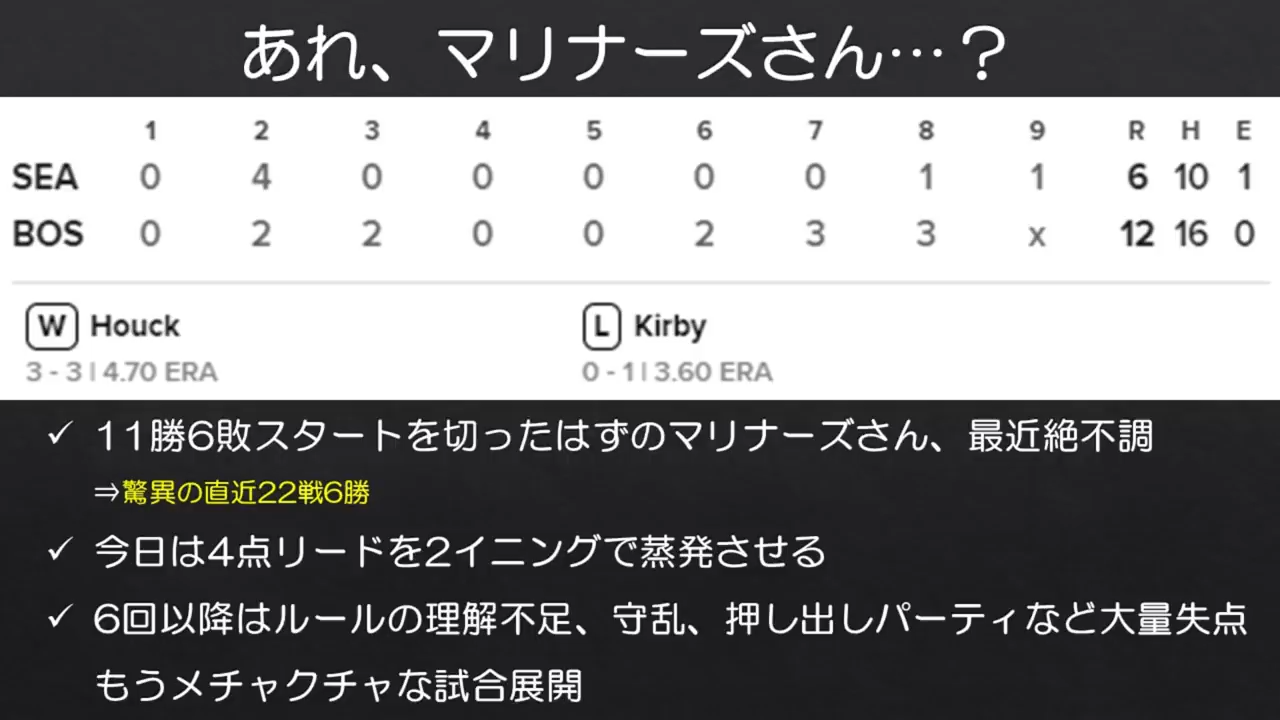 あれ、マリナーズさん…？
1 2 3 4 5 6 7 8 9 R H E
SEA 0 4 0 0 0 0 0 1 1 6 10 1
BOS 0 2 2 0 0 2 3 3 x 12 16 0
W Houck L Kirby
3 - 3 | 4.70 ERA 0 - 1 | 3.60 ERA
✓ 11勝6敗スタートを切ったはずのマリナーズさん、最近絶不調
⇒驚異の直近22戦6勝
✓ 今日は4点リードを2イニングで蒸発させる
✓ 6回以降はルールの理解不足、守乱、押し出しパーティなど大量失点
もうメチャクチャな試合展開